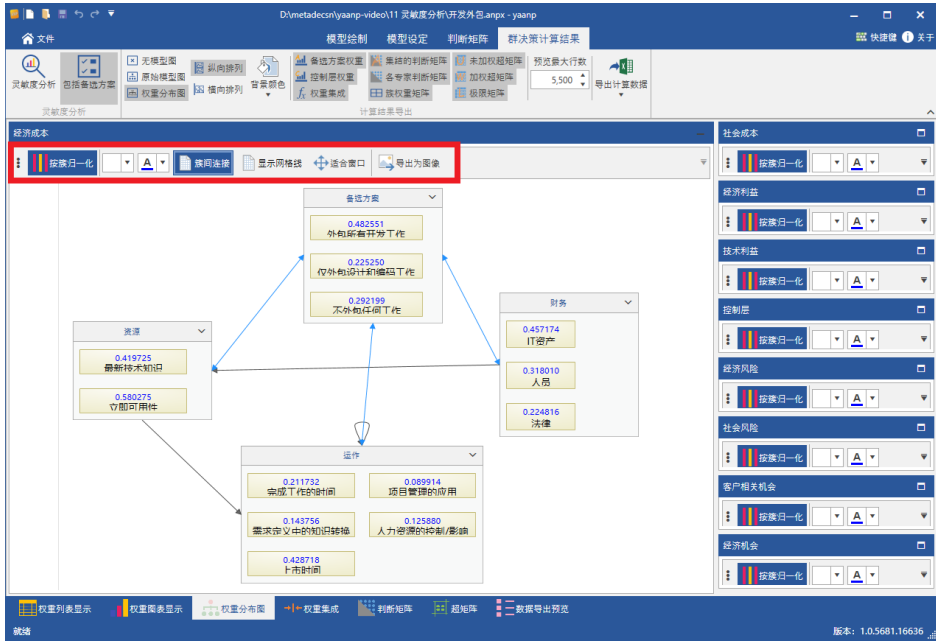 D:\metadecsn\yaanp-video\11 灵敏度分析\开发外包.anpx - yaanp
文件 模型绘制 模型设定 判断矩阵 群决策计算结果 快捷键 关于
灵敏度分析 包括备选方案
无模型图
原始模型图
权重分布图
纵向排列
横向排列
背景颜色
备选方案权重
控制层权重
权重集成
集结的判断矩阵
各专家判断矩阵
簇权重矩阵
未加权超矩阵
加权超矩阵
极限矩阵
预览最大行数
5,500
导出计算数据
灵敏度分析 计算结果导出
经济成本
按簇归一化 A 簇间连接 显示网格线 适合窗口 导出为图像
备选方案
0.482551
外包所有开发工作
0.225250
仅外包设计和编码工作
0.292199
不外包任何工作
财务
0.457174
IT资产
0.318010
人员
0.224816
法律
资源
0.419725
最新技术知识
0.580275
立即可用性
运作
0.211732
完成工作的时间
0.089914
项目管理的应用
0.143756
需求定义中的知识转换
0.125880
人力资源的控制/影响
0.428718
上市时间
社会成本
按簇归一化 A
经济利益
按簇归一化 A
技术利益
按簇归一化 A
控制层
按簇归一化 A
经济风险
按簇归一化 A
社会风险
按簇归一化 A
客户相关机会
按簇归一化 A
经济机会
按簇归一化 A
权重列表显示 权重图表显示 权重分布图 权重集成 判断矩阵 超矩阵 数据导出预览
就绪 版本: 1.0.5681.16636